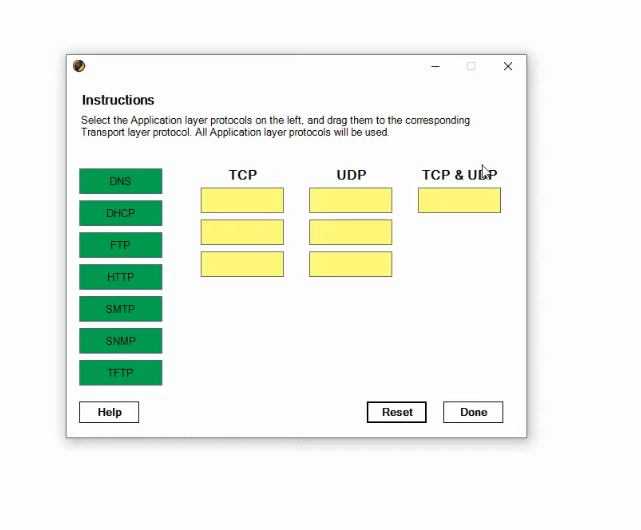 Instructions
Select the Application layer protocols on the left, and drag them to the corresponding
Transport layer protocol. All Application layer protocols will be used.
TCP
UDP
TCP & UDP
DNS
DHCP
FTP
HTTP
SMTP
SNMP
TFTP
Help
Reset
Done